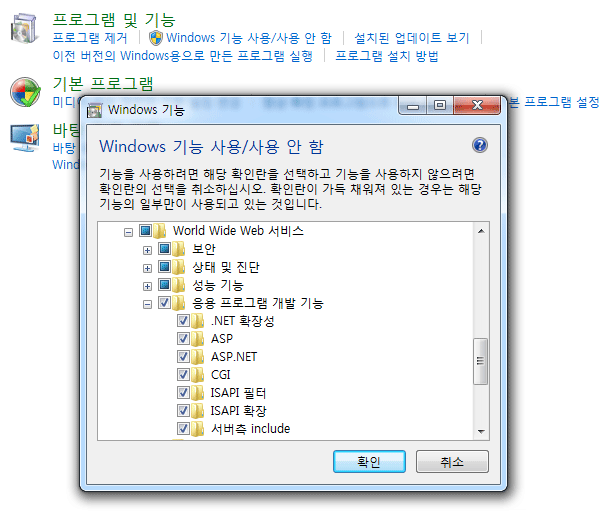 프로그램 및 기능
프로그램 제거 Windows 기능 사용/사용 안 함 설치된 업데이트 보기
이전 버전의 Windows용으로 만든 프로그램 실행 프로그램 설치 방법
기본 프로그램
본 프로그램 설정
바탕
바탕
Wind
Windows 기능
Windows 기능 사용/사용 안 함
기능을 사용하려면 해당 확인란을 선택하고 기능을 사용하지 않으려면
확인란의 선택을 취소하십시오. 확인란이 가득 채워져 있는 경우는 해당
기능의 일부만이 사용되고 있는 것입니다.
World Wide Web 서비스
보안
상태 및 진단
성능 기능
응용 프로그램 개발 기능
.NET 확장성
ASP
ASP.NET
CGI
ISAPI 필터
ISAPI 확장
서버측 include
확인 취소